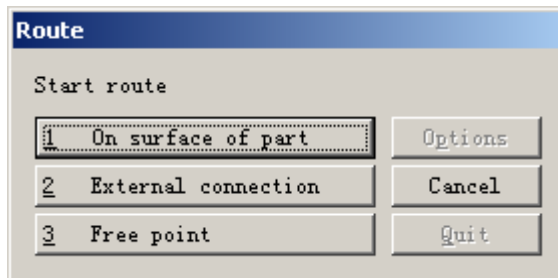 Route
Start route
1 On surface of part
Options
2 External connection
Cancel
3 Free point
Quit